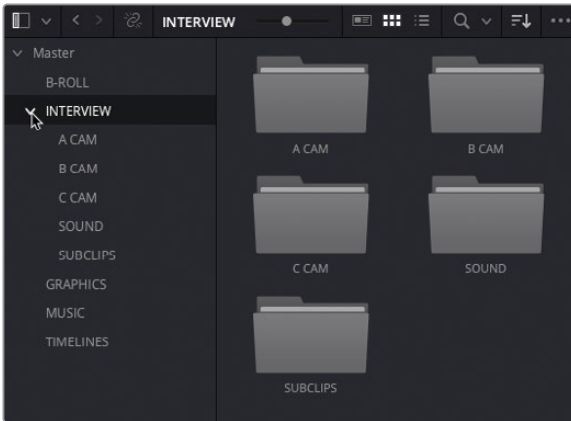 INTERVIEW
Master
B-ROLL
INTERVIEW
A CAM
B CAM
C CAM
SOUND
SUBCLIPS
GRAPHICS
MUSIC
TIMELINES
A CAM
B CAM
C CAM
SOUND
SUBCLIPS